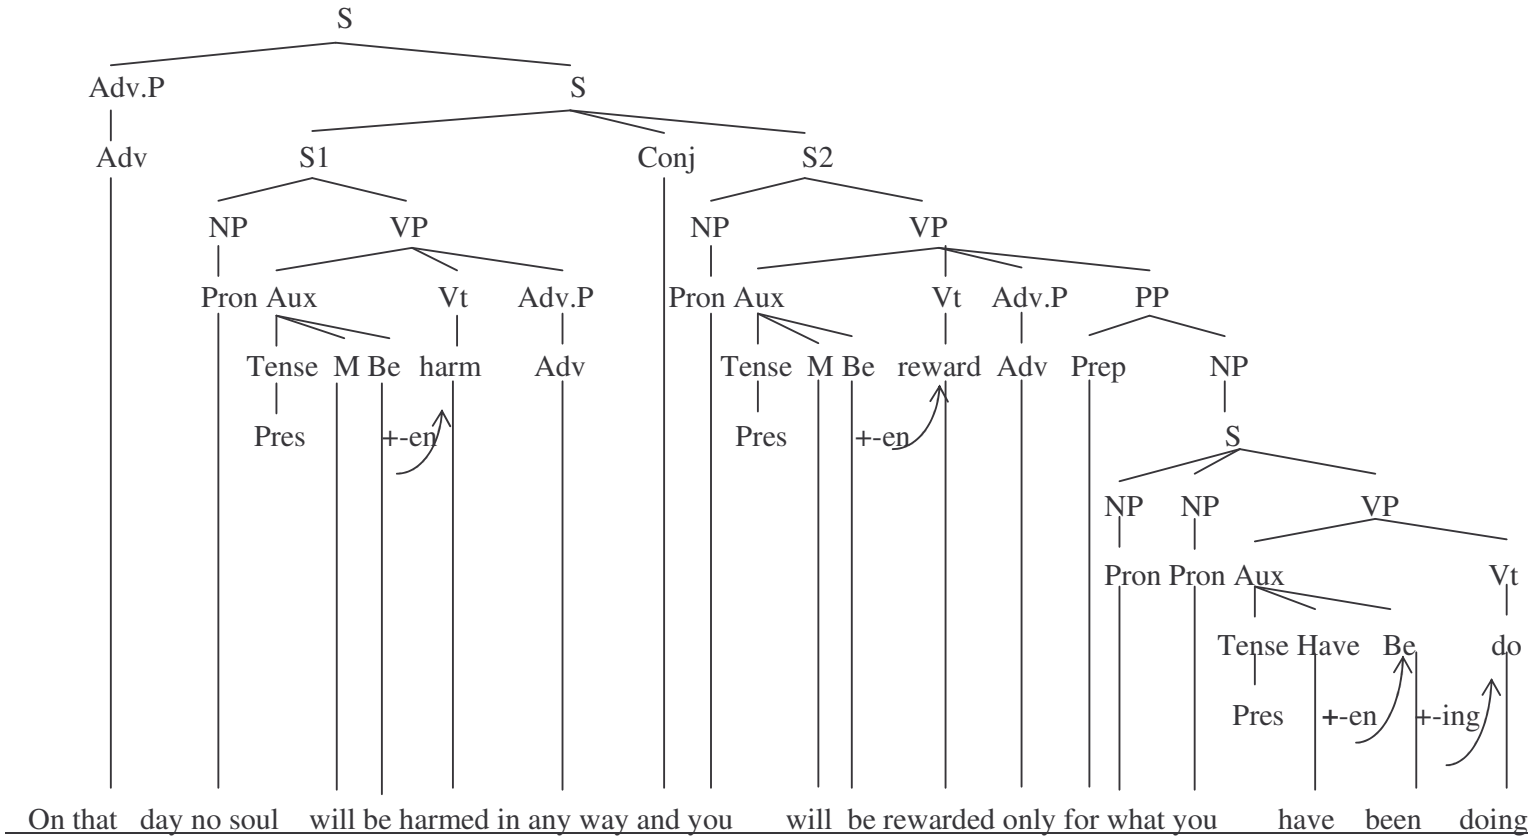 S
Adv.P S
Adv S1 Conj S2
NP VP NP VP
Pron Aux Vt Adv.P Pron Aux Vt Adv.P PP
Tense M Be harm Adv Tense M Be reward Adv Prep NP
Pres +-en Pres +-en S
NP NP VP
Pron Pron Aux Vt
Tense Have Be do
Pres +-en +-ing
On that day no soul will be harmed in any way and you will be rewarded only for what you have been doing